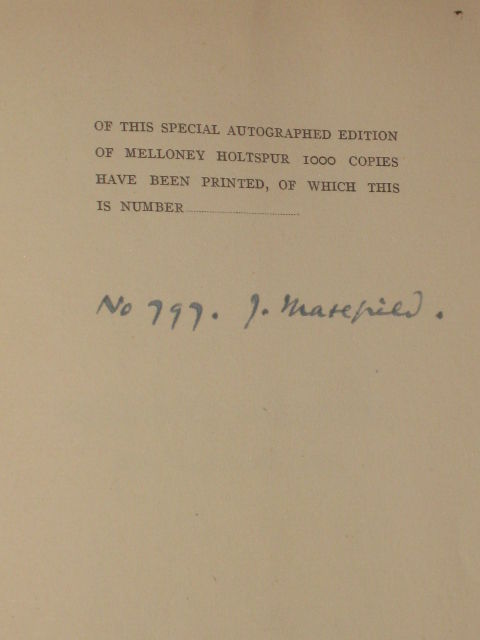 OF THIS SPECIAL AUTOGRAPHED EDITION
OF MELLONEY HOLTSPUR 1000 COPIES
HAVE BEEN PRINTED, OF WHICH THIS
IS NUMBER
No 797. J. Masefield.